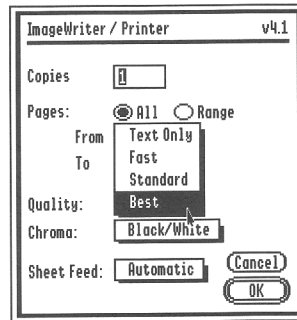 ImageWriter / Printer v4.1
Copies 1
Pages: All Range
From Text Only
To Fast
Standard
Quality: Best
Chroma: Black/White
Sheet Feed: Automatic Cancel
OK